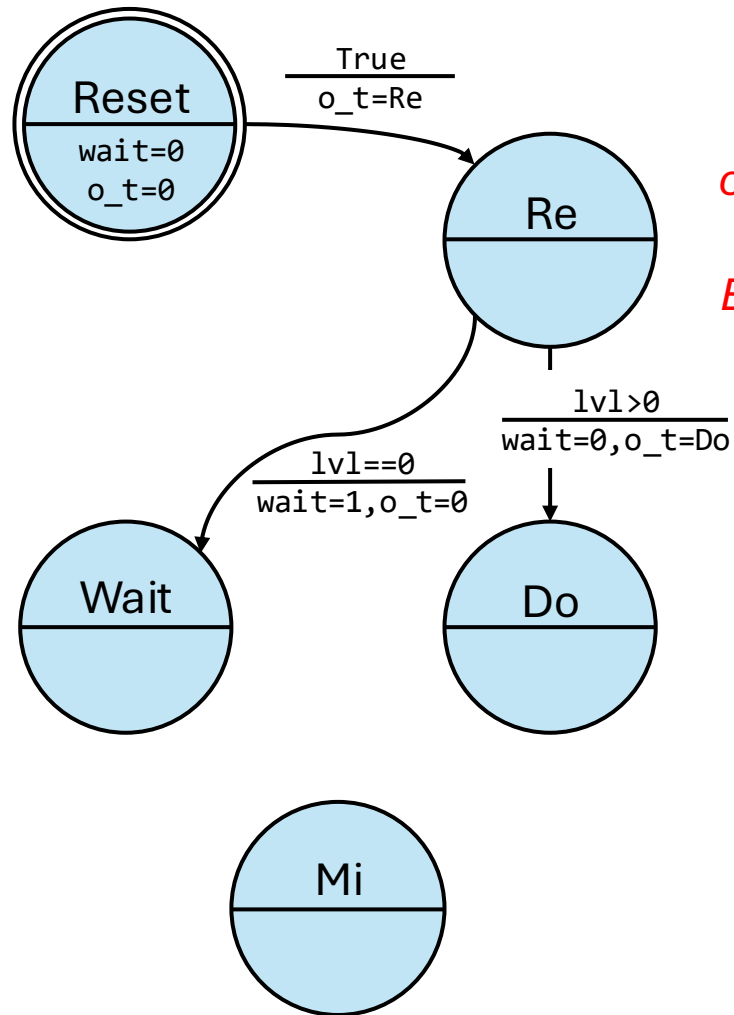 True
o_t=Re
Reset
wait=0
o_t=0
Re
lvl>0
wait=0,o_t=Do
lvl==0
wait=1,o_t=0
Wait
Do
Mi